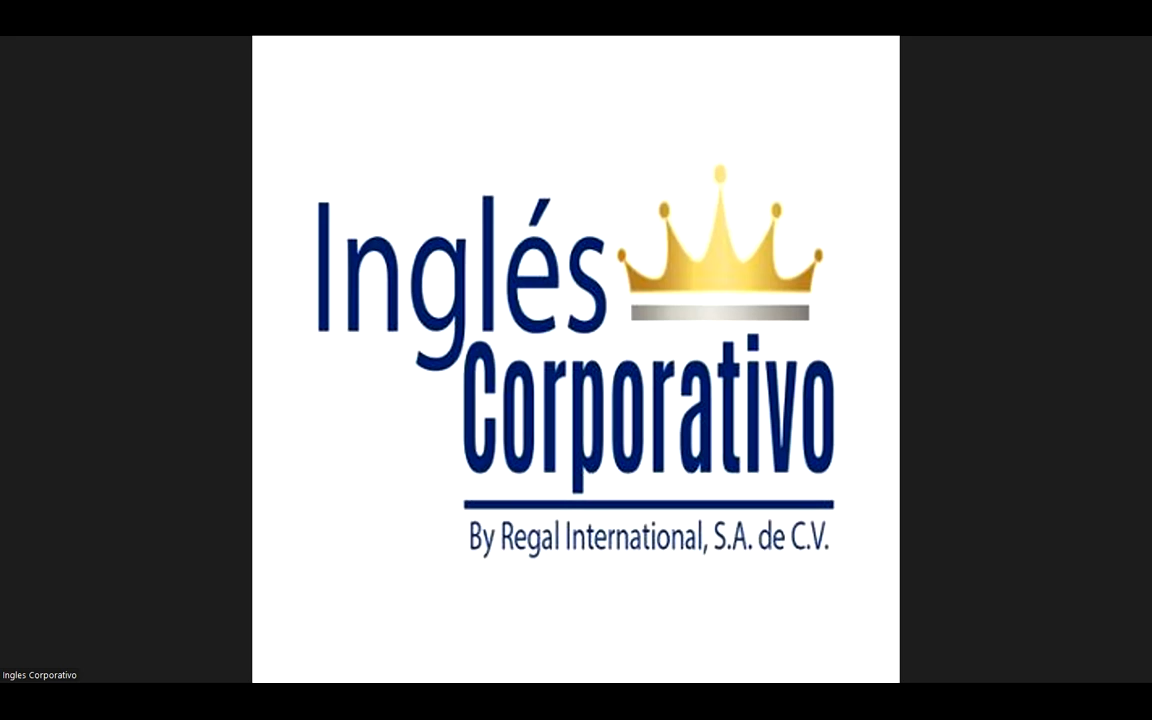 Inglés
Corporativo
By Regal International, S.A. de C.V.
Ingles Corporativo